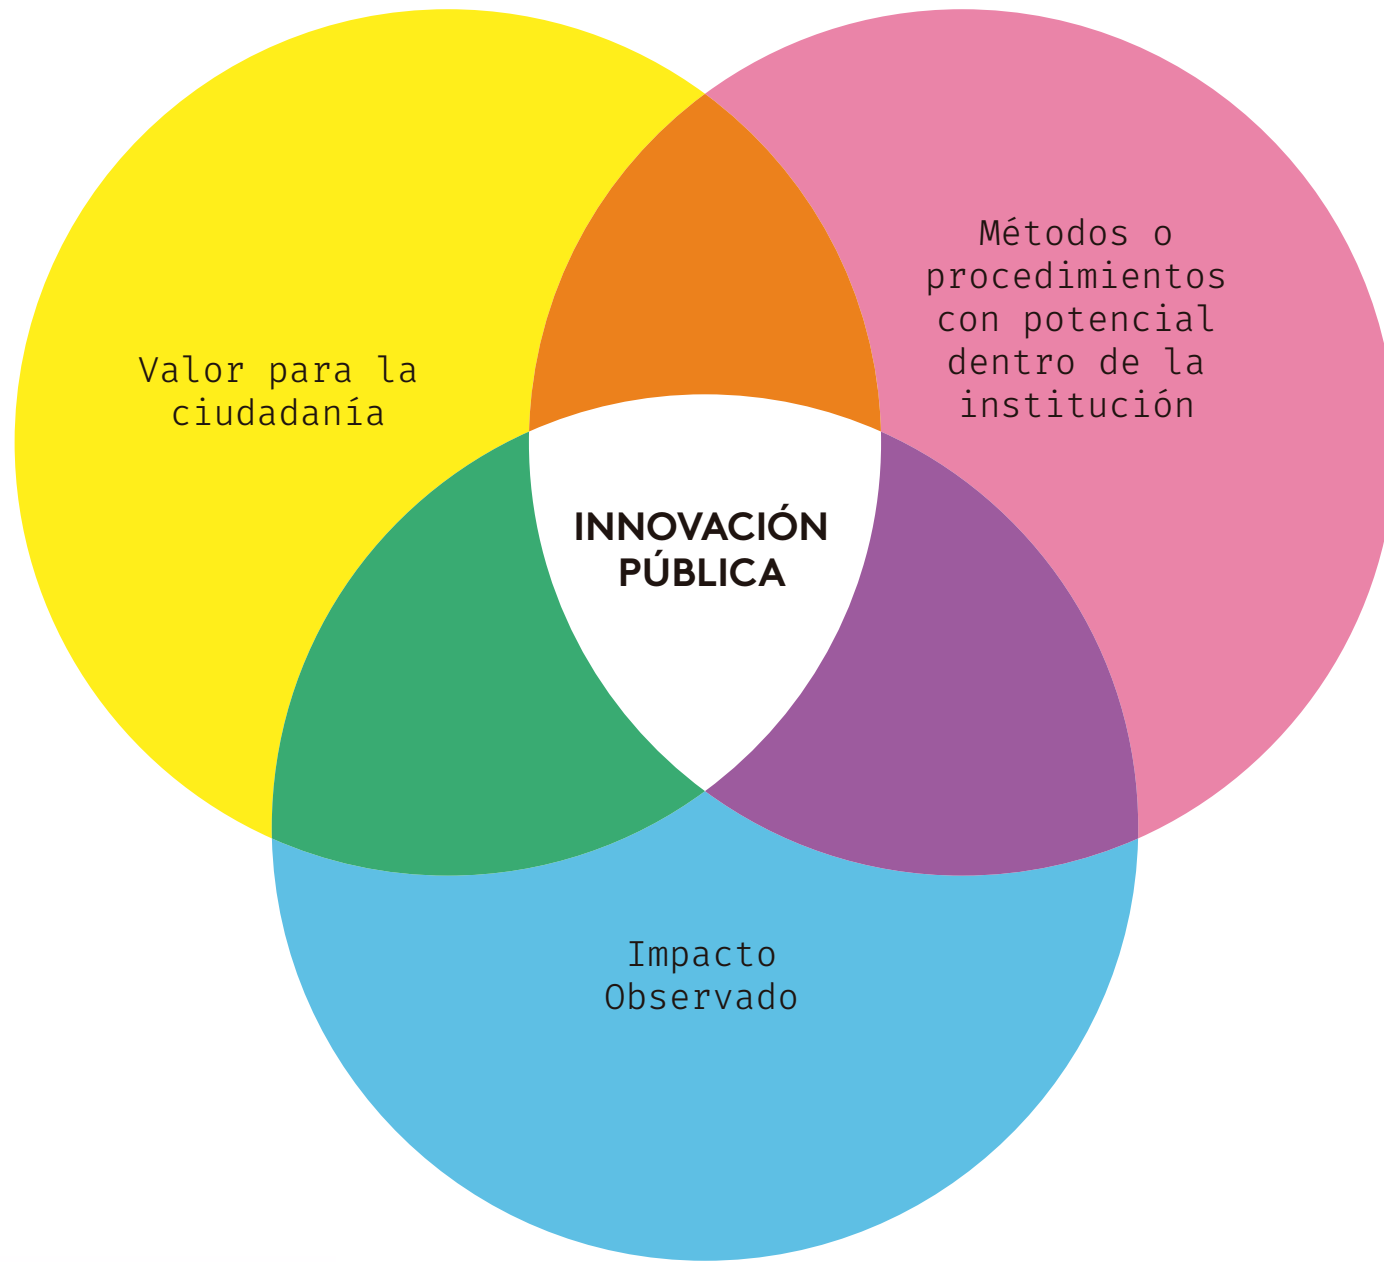 Valor para la
ciudadanía
Métodos o
procedimientos
con potencial
dentro de la
institución
INNOVACIÓN
PÚBLICA
Impacto
Observado